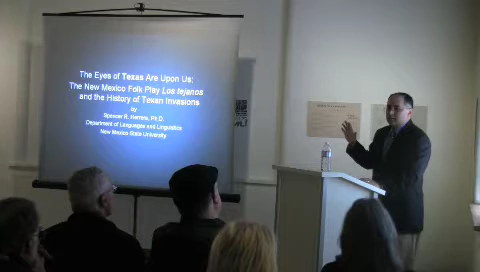 The Eyes of Texas Are Upon Us:
The New Mexico Folk Play Los tejanos
and the History of Texan Invasions
by
Spencer R. Herrera, Ph.D.
Department of Languages and Linguistics
New Mexico State University